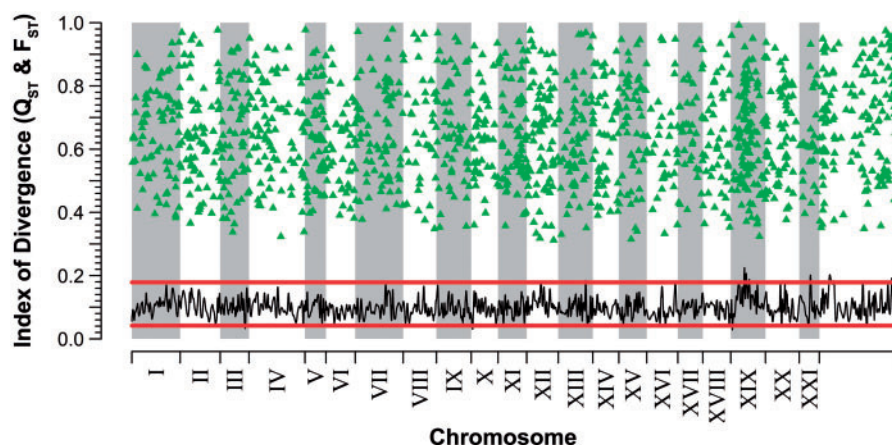 Index of Divergence (QST & FST)
1.0
0.8
0.6
0.4
0.2
0.0
I II III IV V VI VII VIII IX X XI XII XIII XIV XV XVI XVII XVIII XIX XX XXI
Chromosome